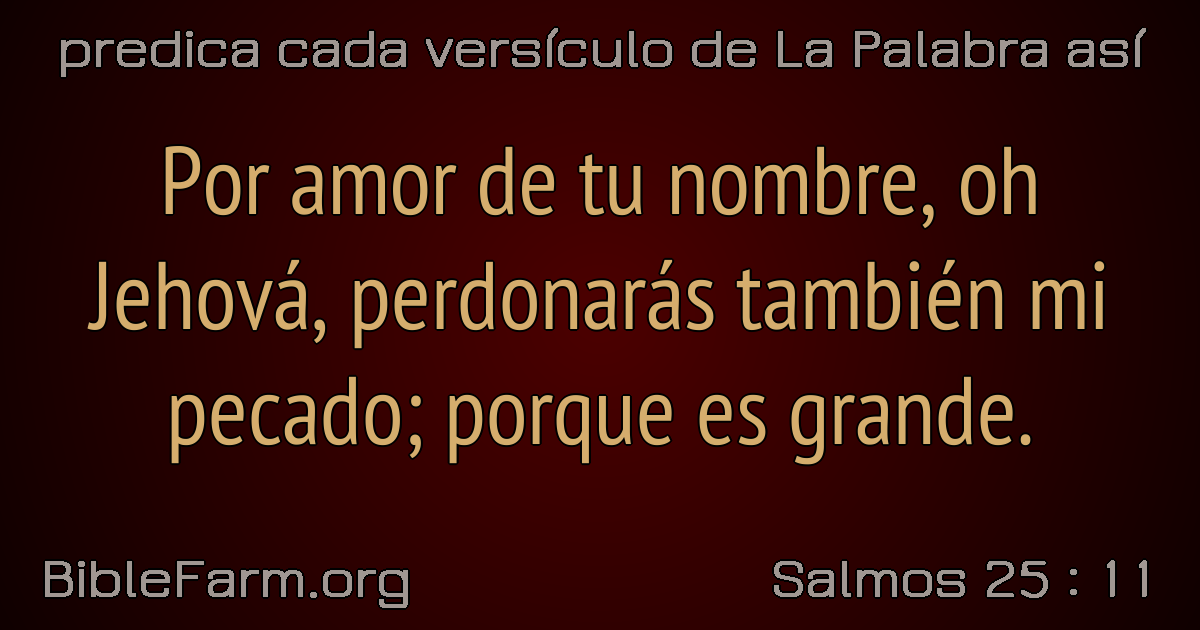 predica cada versículo de La Palabra así
Por amor de tu nombre, oh
Jehová, perdonarás también mi
pecado; porque es grande.
BibleFarm.org
Salmos 25 : 11